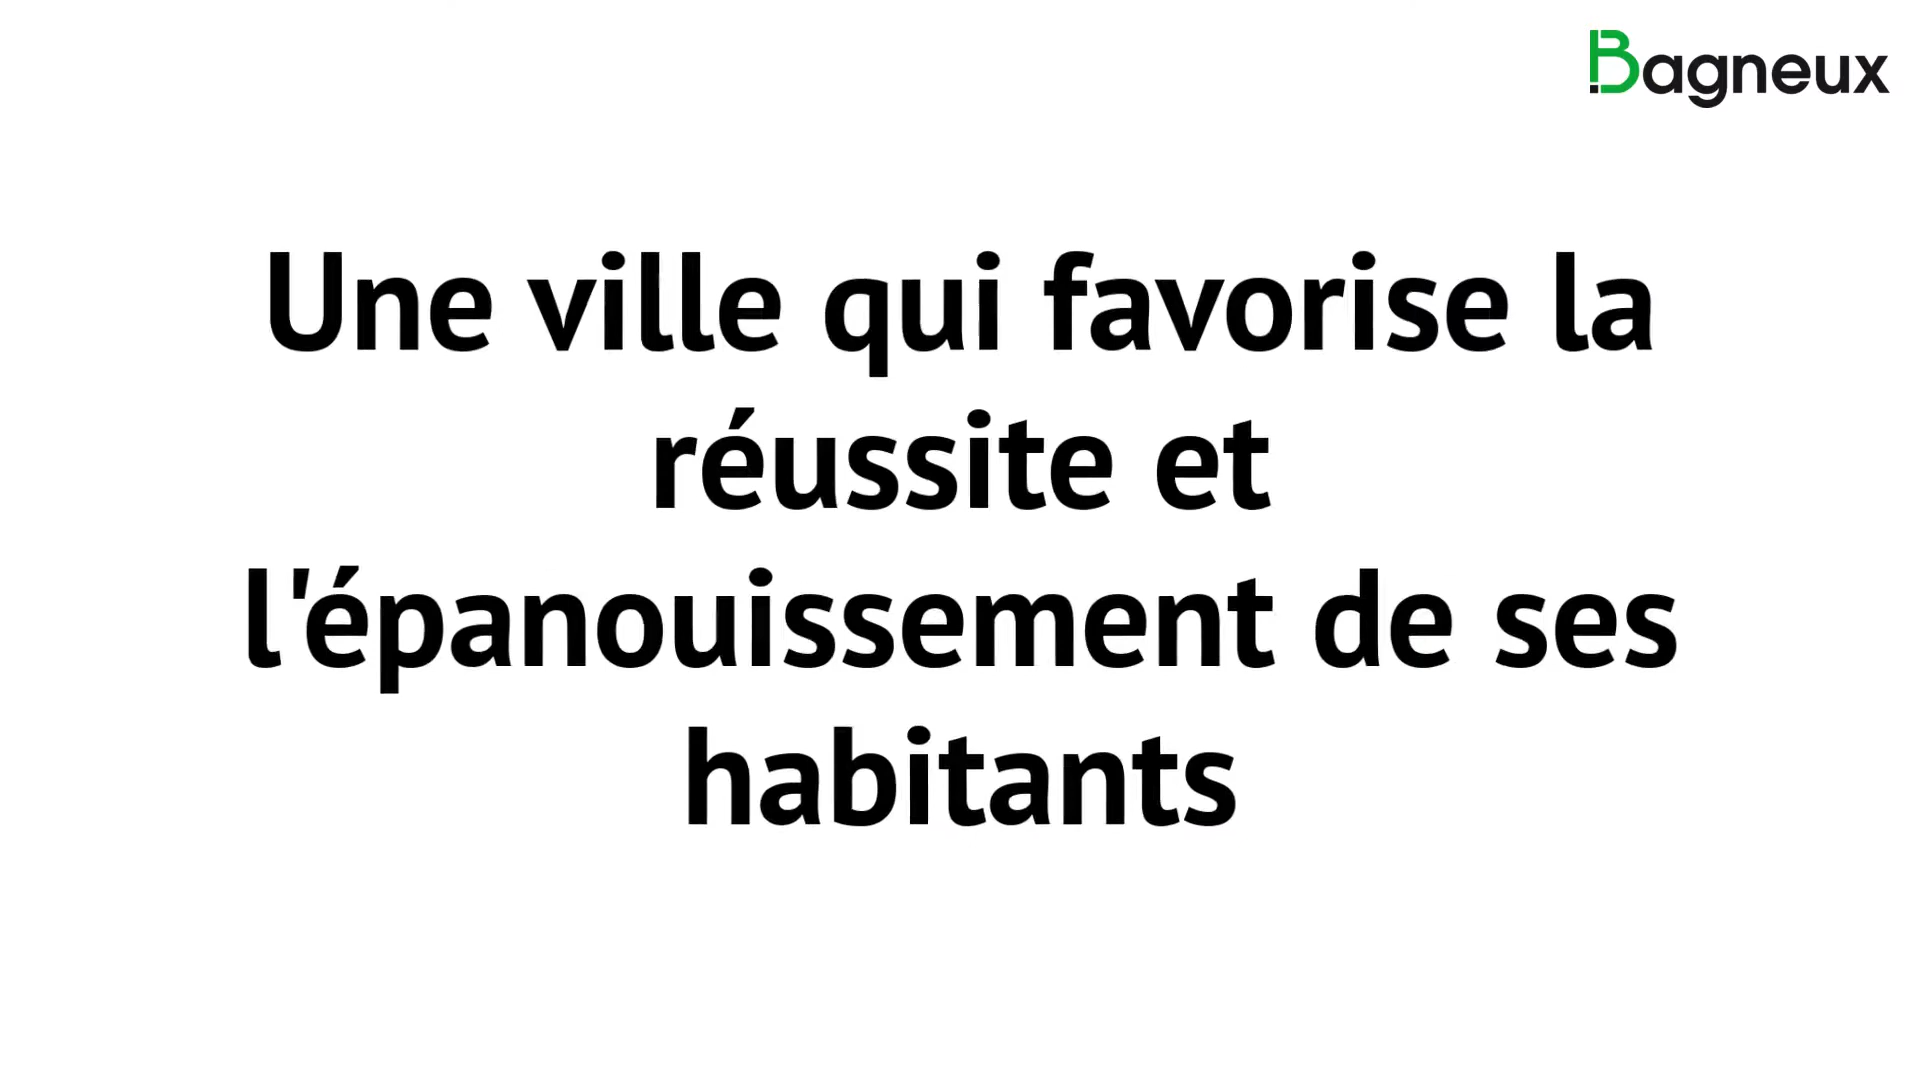 Bagneux
Une ville qui favorise la
réussite et
l'épanouissement de ses
habitants